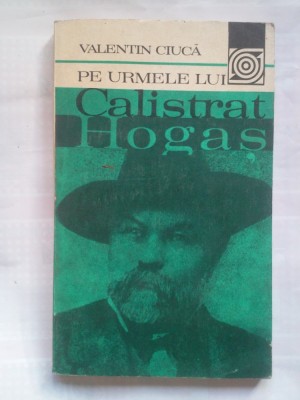 VALENTIN CIUCĂ
PE URMELE LUI
Calistrat
Hogaș